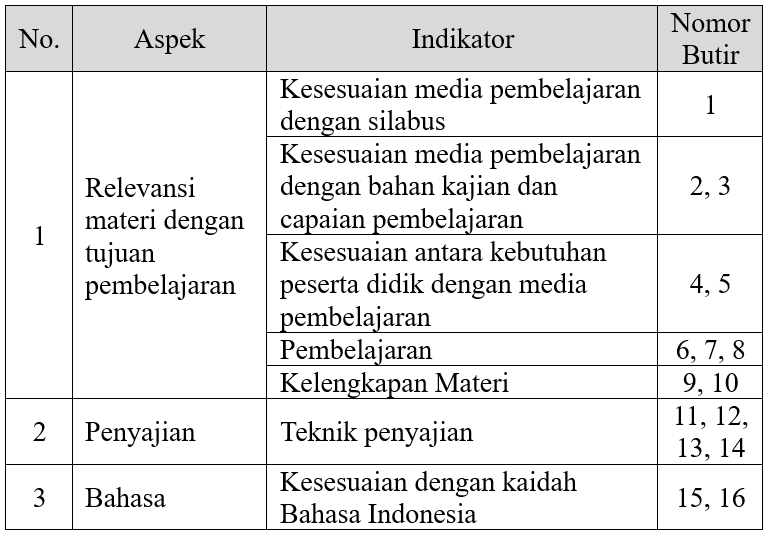 No.
Aspek
Indikator
Nomor
Butir
1
Relevansi
materi dengan
tujuan
pembelajaran
Kesesuaian media pembelajaran
dengan silabus
1
Kesesuaian media pembelajaran
dengan bahan kajian dan
capaian pembelajaran
2, 3
Kesesuaian antara kebutuhan
peserta didik dengan media
pembelajaran
4, 5
Pembelajaran
6, 7, 8
Kelengkapan Materi
9, 10
2
Penyajian
Teknik penyajian
11, 12,
13, 14
3
Bahasa
Kesesuaian dengan kaidah
Bahasa Indonesia
15, 16